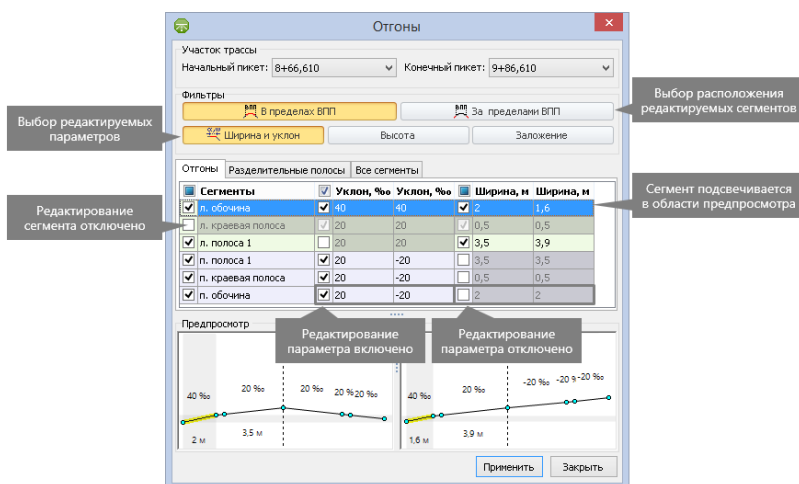 Отгоны
Участок трассы
Начальный пикет: 8+66,610 Конечный пикет: 9+86,610
Фильтры
В пределах ВПП За пределами ВПП
Ширина и уклон Высота Заложение
Выбор редактируемых
параметров
Выбор расположения
редактируемых сегментов
Отгоны Разделительные полосы Все сегменты
Сегменты Уклон, ‰ Уклон, ‰ Ширина, м Ширина, м
л. обочина 40 40 2 1,6
л. краевая полоса 20 20 0,5 0,5
л. полоса 1 20 20 3,5 3,9
п. полоса 1 20 -20 3,5 3,5
п. краевая полоса 20 -20 0,5 0,5
п. обочина 20 -20 2 2
Редактирование
сегмента отключено
Сегмент подсвечивается
в области предпросмотра
Предпросмотр
Редактирование
параметра включено
Редактирование
параметра отключено
40 ‰ 20 ‰ 20 ‰ 20 ‰ 20 ‰
2 м 3,5 м
40 ‰ 20 ‰ -20 ‰ -20 ‰ -20 ‰
1,6 м 3,9 м
Применить Закрыть